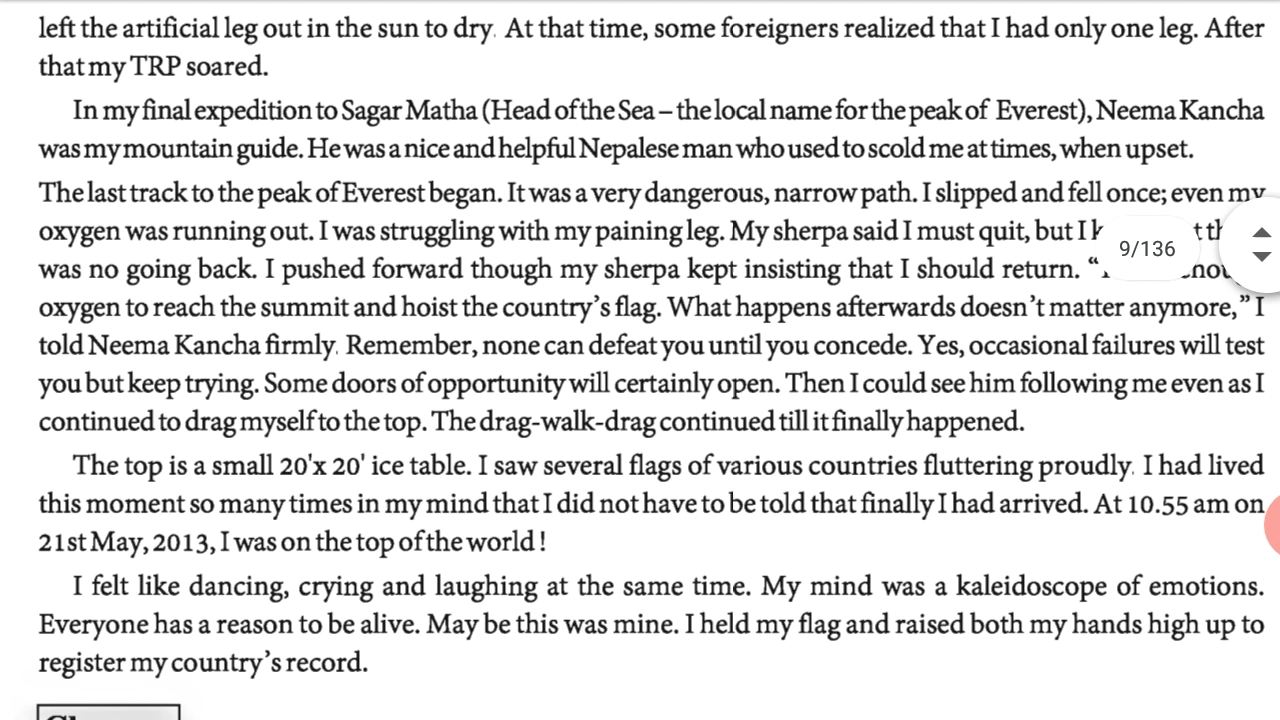 left the artificial leg out in the sun to dry. At that time, some foreigners realized that I had only one leg. After
that my TRP soared.
In my final expedition to Sagar Matha (Head of the Sea – the local name for the peak of Everest), Neema Kancha
was my mountain guide. He was a nice and helpful Nepalese man who used to scold me at times, when upset.
The last track to the peak of Everest began. It was a very dangerous, narrow path. I slipped and fell once; even my
oxygen was running out. I was struggling with my paining leg. My sherpa said I must quit, but I
9/136
was no going back. I pushed forward though my sherpa kept insisting that I should return. “
oxygen to reach the summit and hoist the country’s flag. What happens afterwards doesn’t matter anymore,” I
told Neema Kancha firmly. Remember, none can defeat you until you concede. Yes, occasional failures will test
you but keep trying. Some doors of opportunity will certainly open. Then I could see him following me even as I
continued to drag myself to the top. The drag-walk-drag continued till it finally happened.
The top is a small 20'x 20' ice table. I saw several flags of various countries fluttering proudly. I had lived
this moment so many times in my mind that I did not have to be told that finally I had arrived. At 10.55 am on
21st May, 2013, I was on the top of the world !
I felt like dancing, crying and laughing at the same time. My mind was a kaleidoscope of emotions.
Everyone has a reason to be alive. May be this was mine. I held my flag and raised both my hands high up to
register my country’s record.